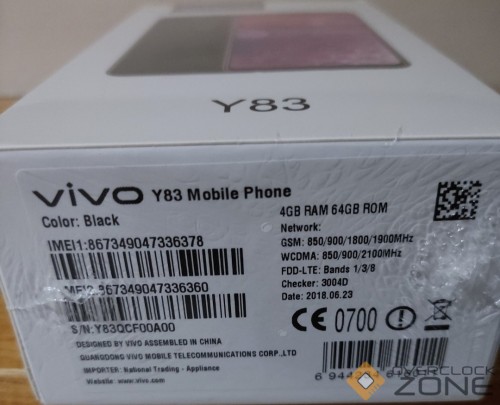 Y83
vivo Y83 Mobile Phone
Color: Black
IMEI1:867349047336378
IMEI2:867349047336360
S/N:Y83QCF00A00
DESIGNED BY VIVO ASSEMBLED IN CHINA
GUANGDONG VIVO MOBILE TELECOMMUNICATIONS CORP.,LTD
IMPORTER: National Trading - Appliance
Website: www.vivo.com
4GB RAM 64GB ROM
Network:
GSM: 850/900/1800/1900MHz
WCDMA: 850/900/2100MHz
FDD-LTE: Bands 1/3/8
Checker: 3004D
Date: 2018.06.23
CE 0700
OVERCLOCK
ZONE